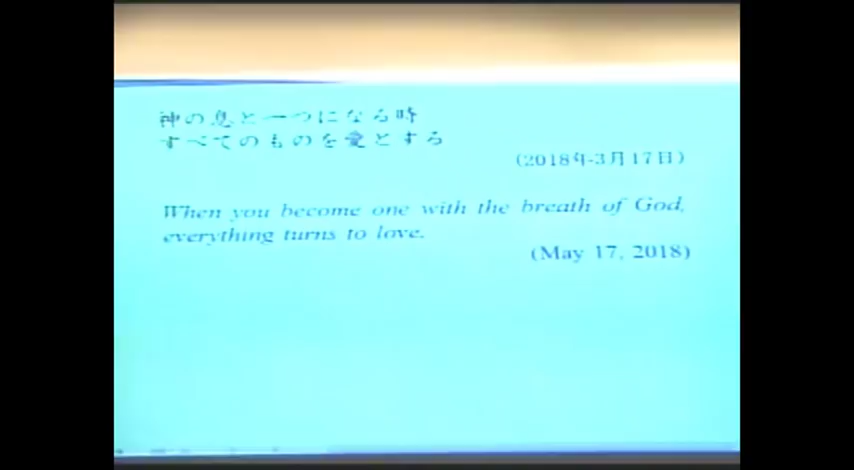 神の息と一つになる時
すべてのものを愛とする
(2018年3月17日)
When you become one with the breath of God,
everything turns to love.
(May 17, 2018)